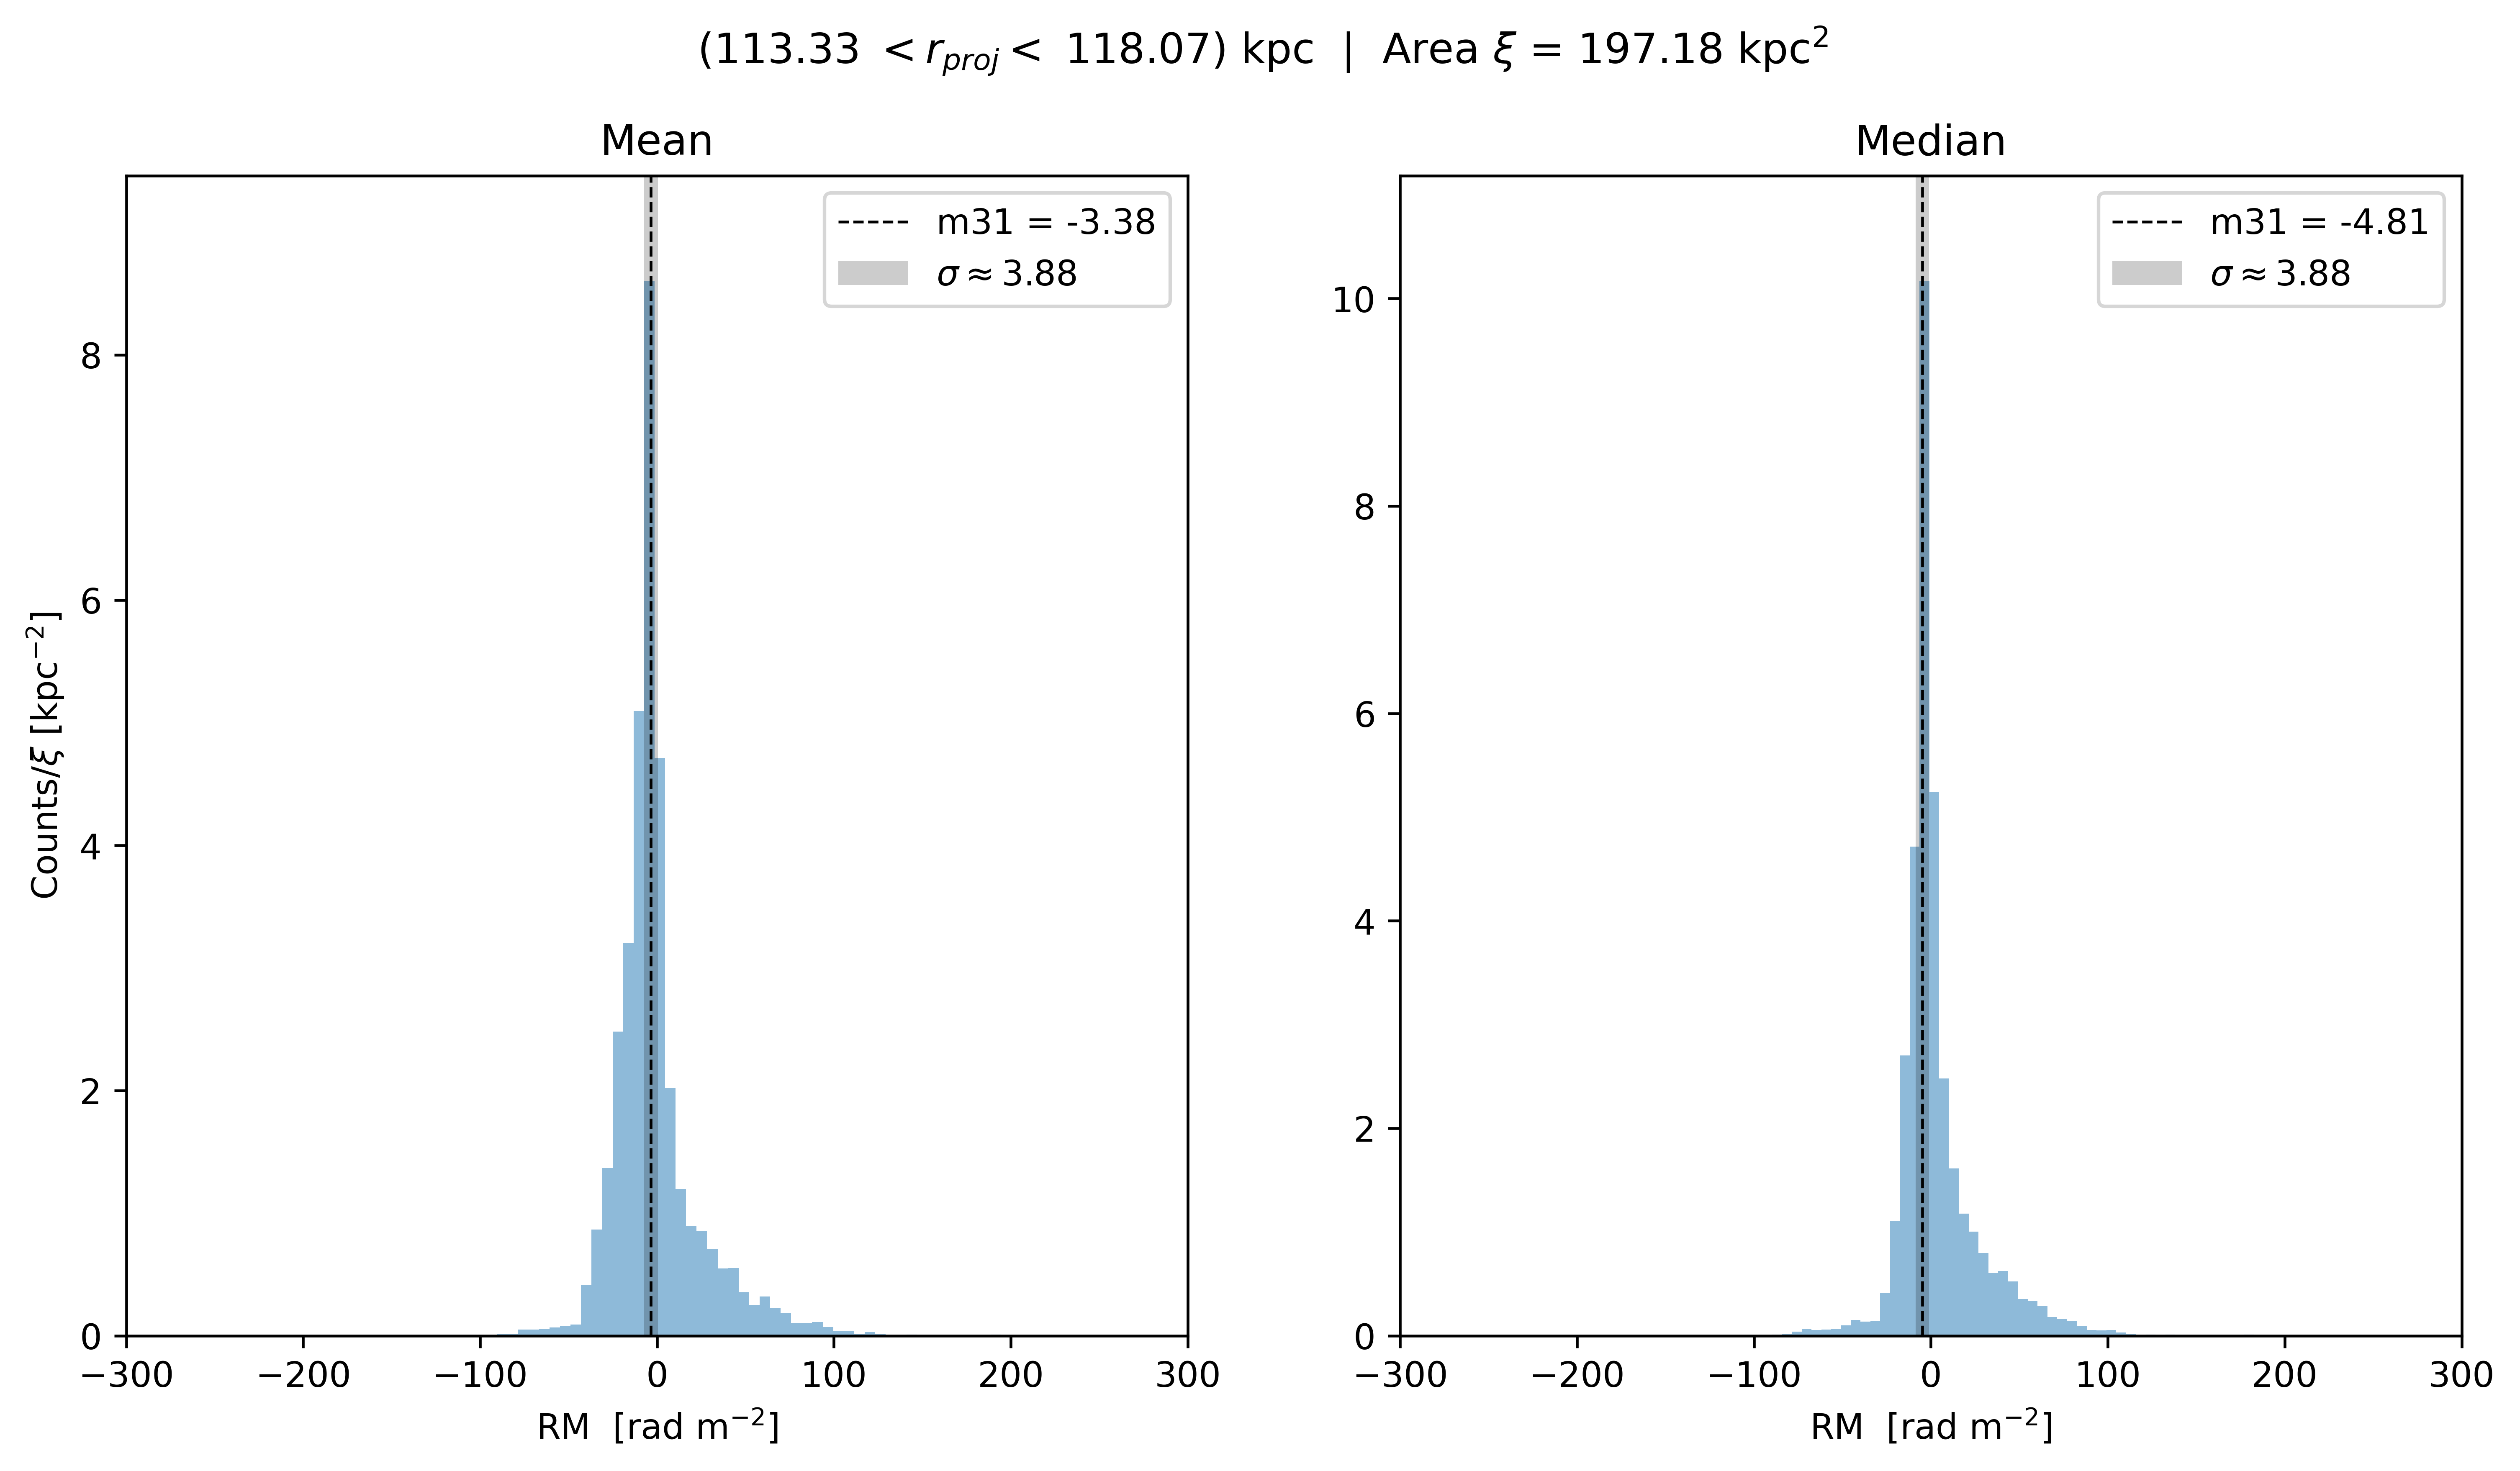 (113.33 < r_proj < 118.07) kpc | Area ξ = 197.18 kpc²
Mean
m31 = -3.38
σ ≈ 3.88
8
6
4
2
0
Counts/ξ [kpc⁻²]
−300 −200 −100 0 100 200 300
RM [rad m⁻²]
Median
m31 = -4.81
σ ≈ 3.88
10
8
6
4
2
0
−300 −200 −100 0 100 200 300
RM [rad m⁻²]